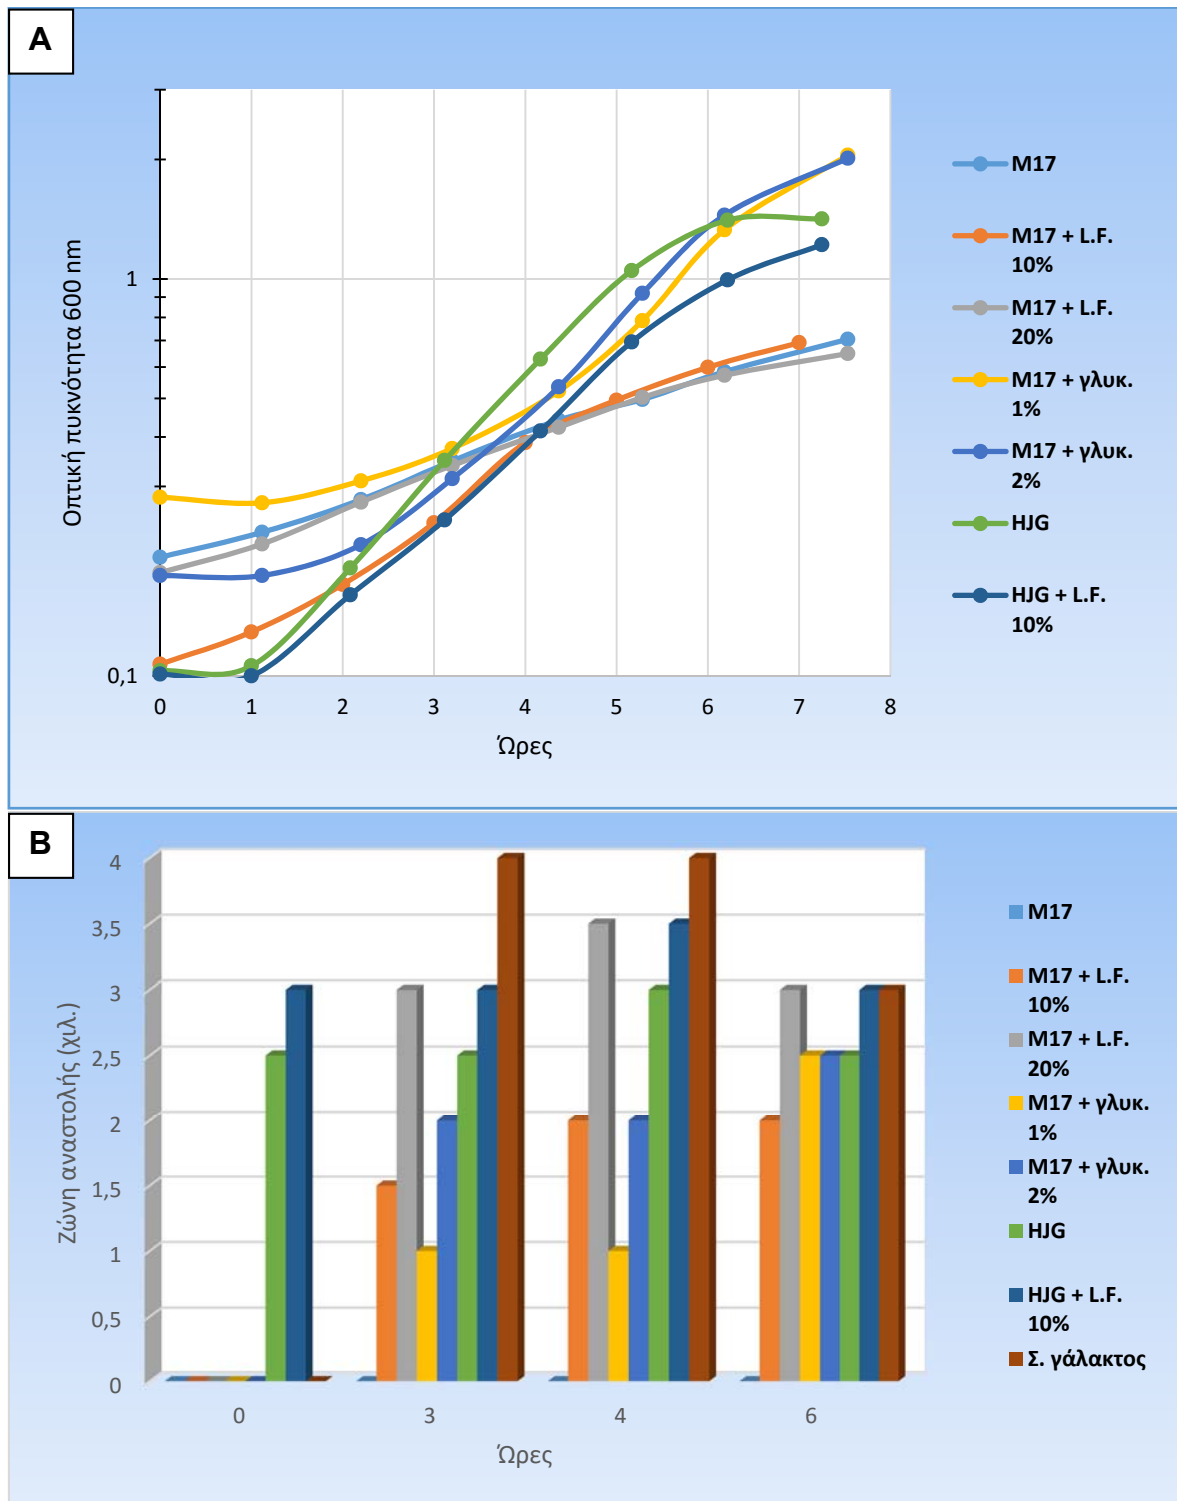 A
Οπτική πυκνότητα 600 nm
1
0,1
0 1 2 3 4 5 6 7 8
Ώρες
M17
M17 + L.F.
10%
M17 + L.F.
20%
M17 + γλυκ.
1%
M17 + γλυκ.
2%
HJG
HJG + L.F.
10%
B
Ζώνη αναστολής (χιλ.)
4
3,5
3
2,5
2
1,5
1
0,5
0
0 3 4 6
Ώρες
M17
M17 + L.F.
10%
M17 + L.F.
20%
M17 + γλυκ.
1%
M17 + γλυκ.
2%
HJG
HJG + L.F.
10%
Σ. γάλακτος